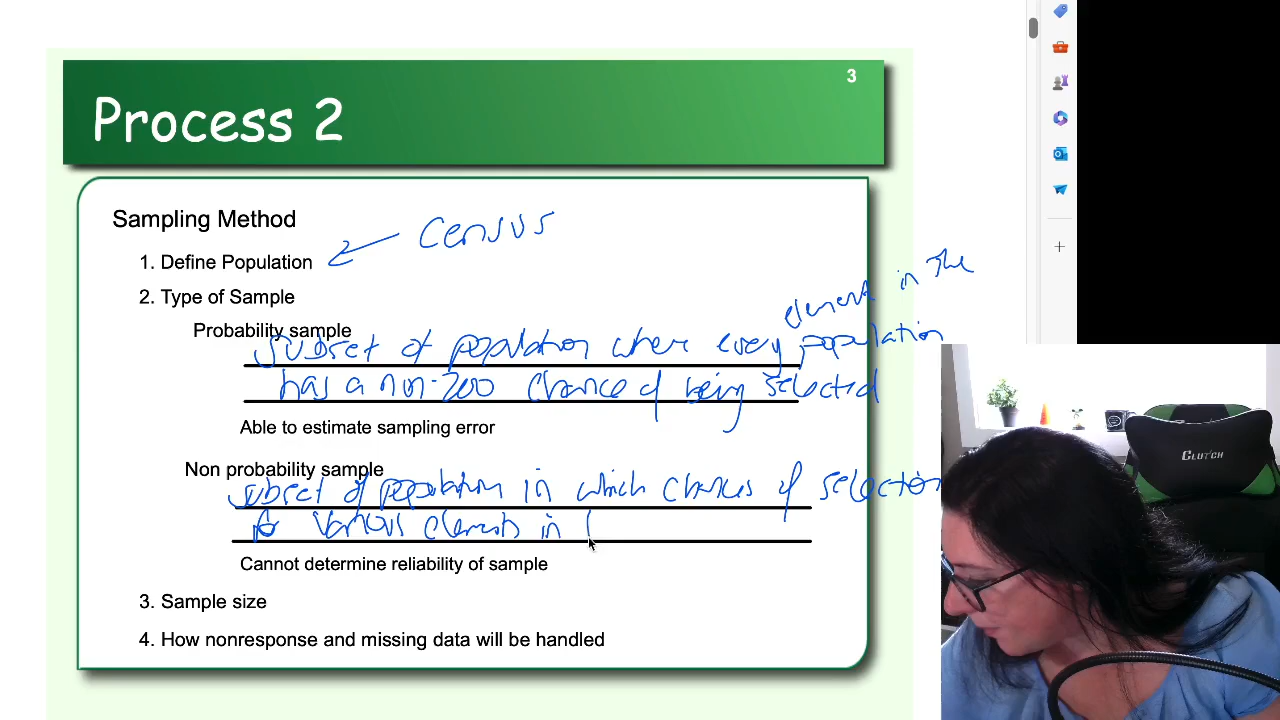 3
Process 2
Sampling Method
Census
1. Define Population
2. Type of Sample
element in the
Probability sample
subset of population where every population
has a non-zero chance of being selected
Able to estimate sampling error
Non probability sample
subset of population in which chances of selection
for various elements in
Cannot determine reliability of sample
3. Sample size
4. How nonresponse and missing data will be handled
CLUTCH